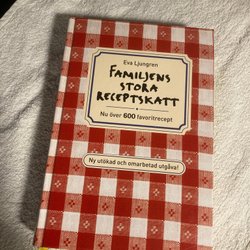 Eva Ljungren
FAMILJENS
STORA
RECEPTSKATT
Nu över 600 favoritrecept
Ny utökad och omarbetad utgåva!